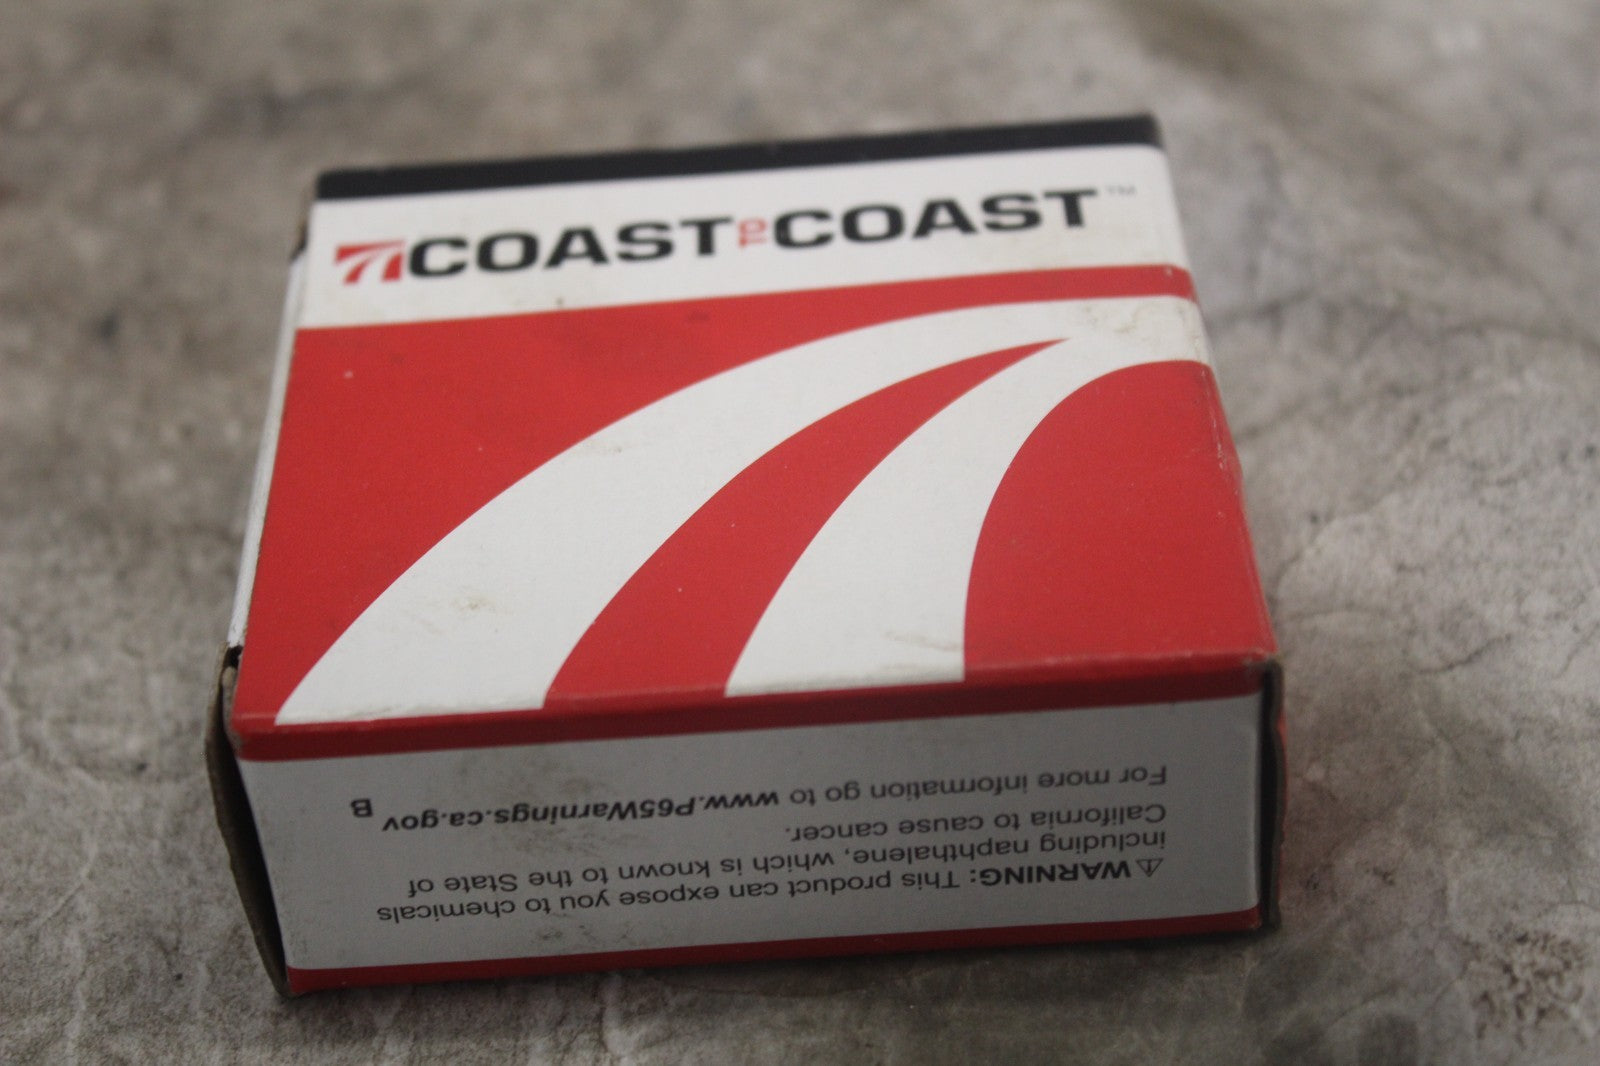 COAST TO COAST™
⚠WARNING: This product can expose you to chemicals
including naphthalene, which is known to the State of
California to cause cancer.
For more information go to www.P65Warnings.ca.gov B